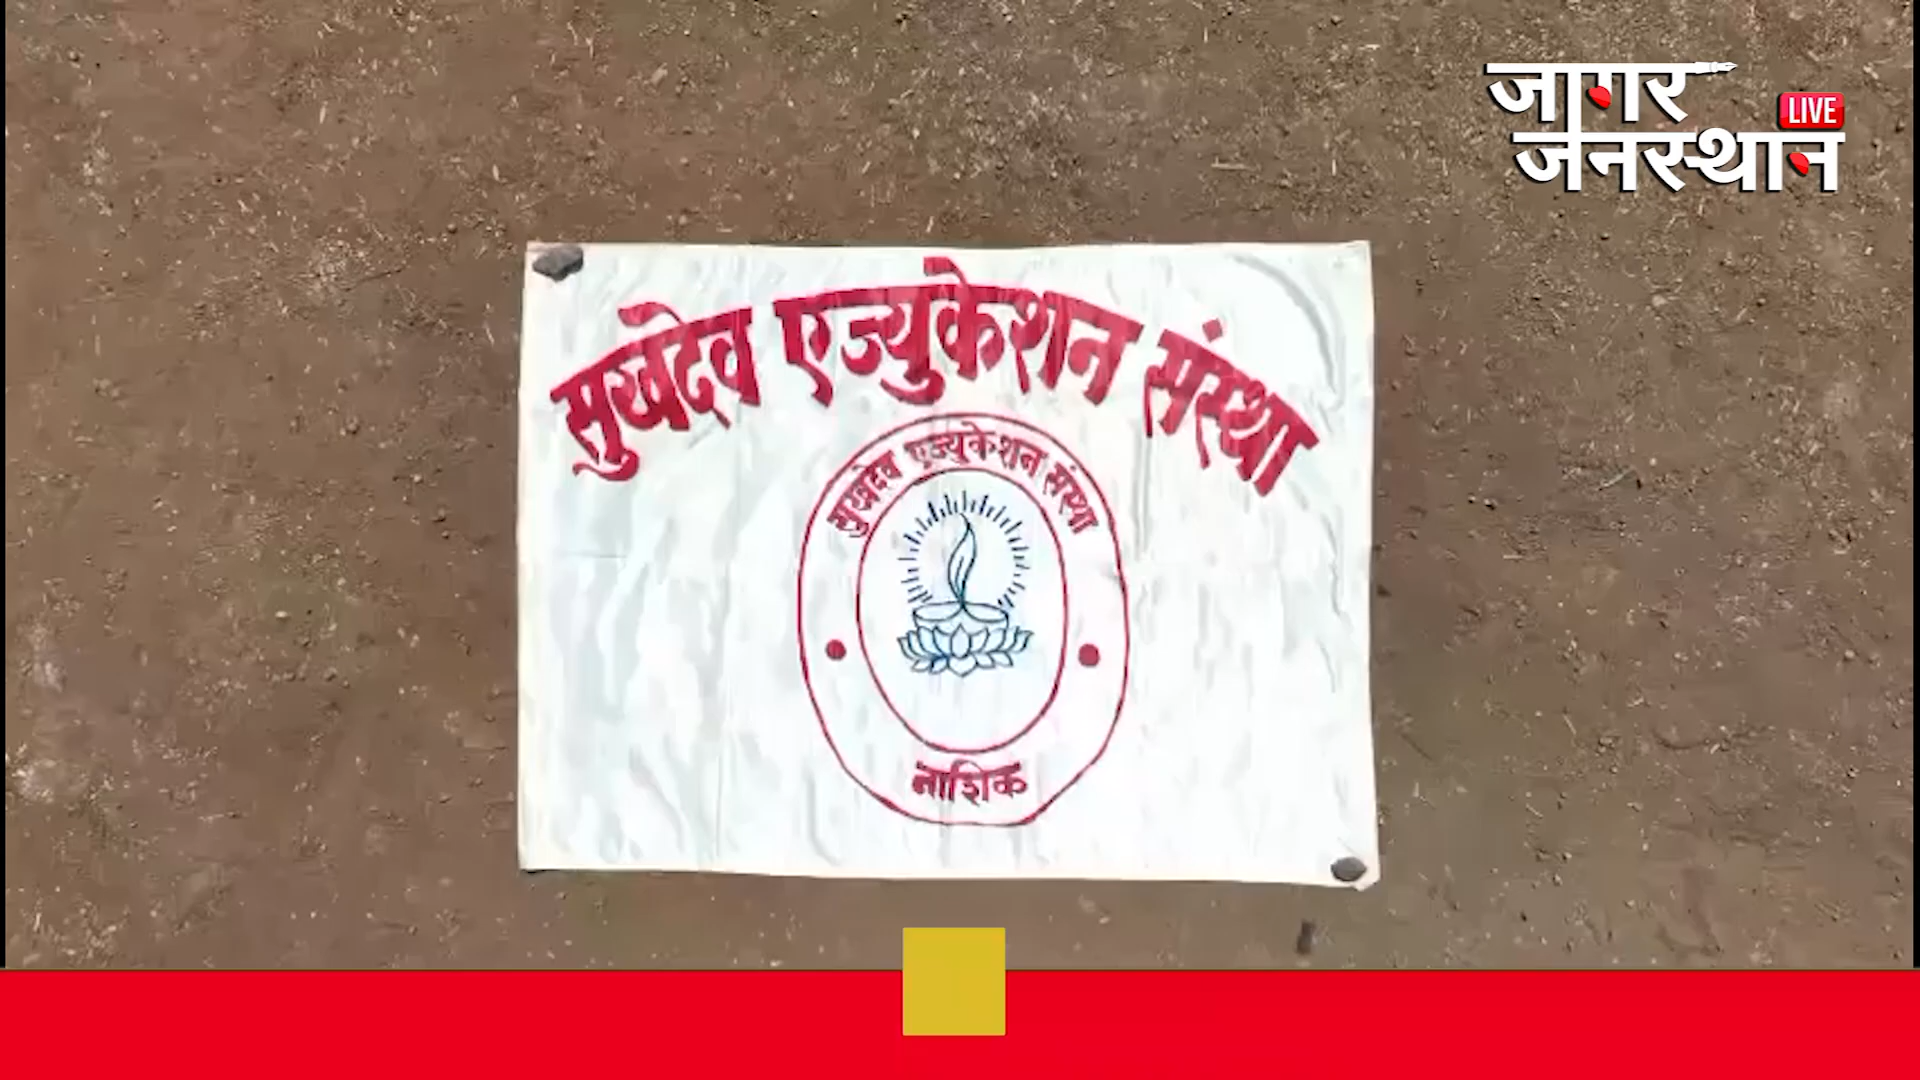 जागर
LIVE
जनस्थान
सुखदेव एज्युकेशन संस्था
सुखदेव एज्युकेशन संस्था
नाशिक